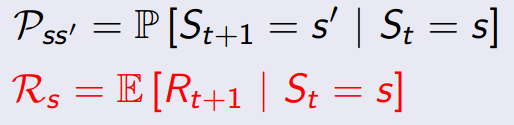 𝒫ₛₛ′ = ℙ [Sₜ₊₁ = s′ | Sₜ = s]
ℛₛ = 𝔼 [Rₜ₊₁ | Sₜ = s]